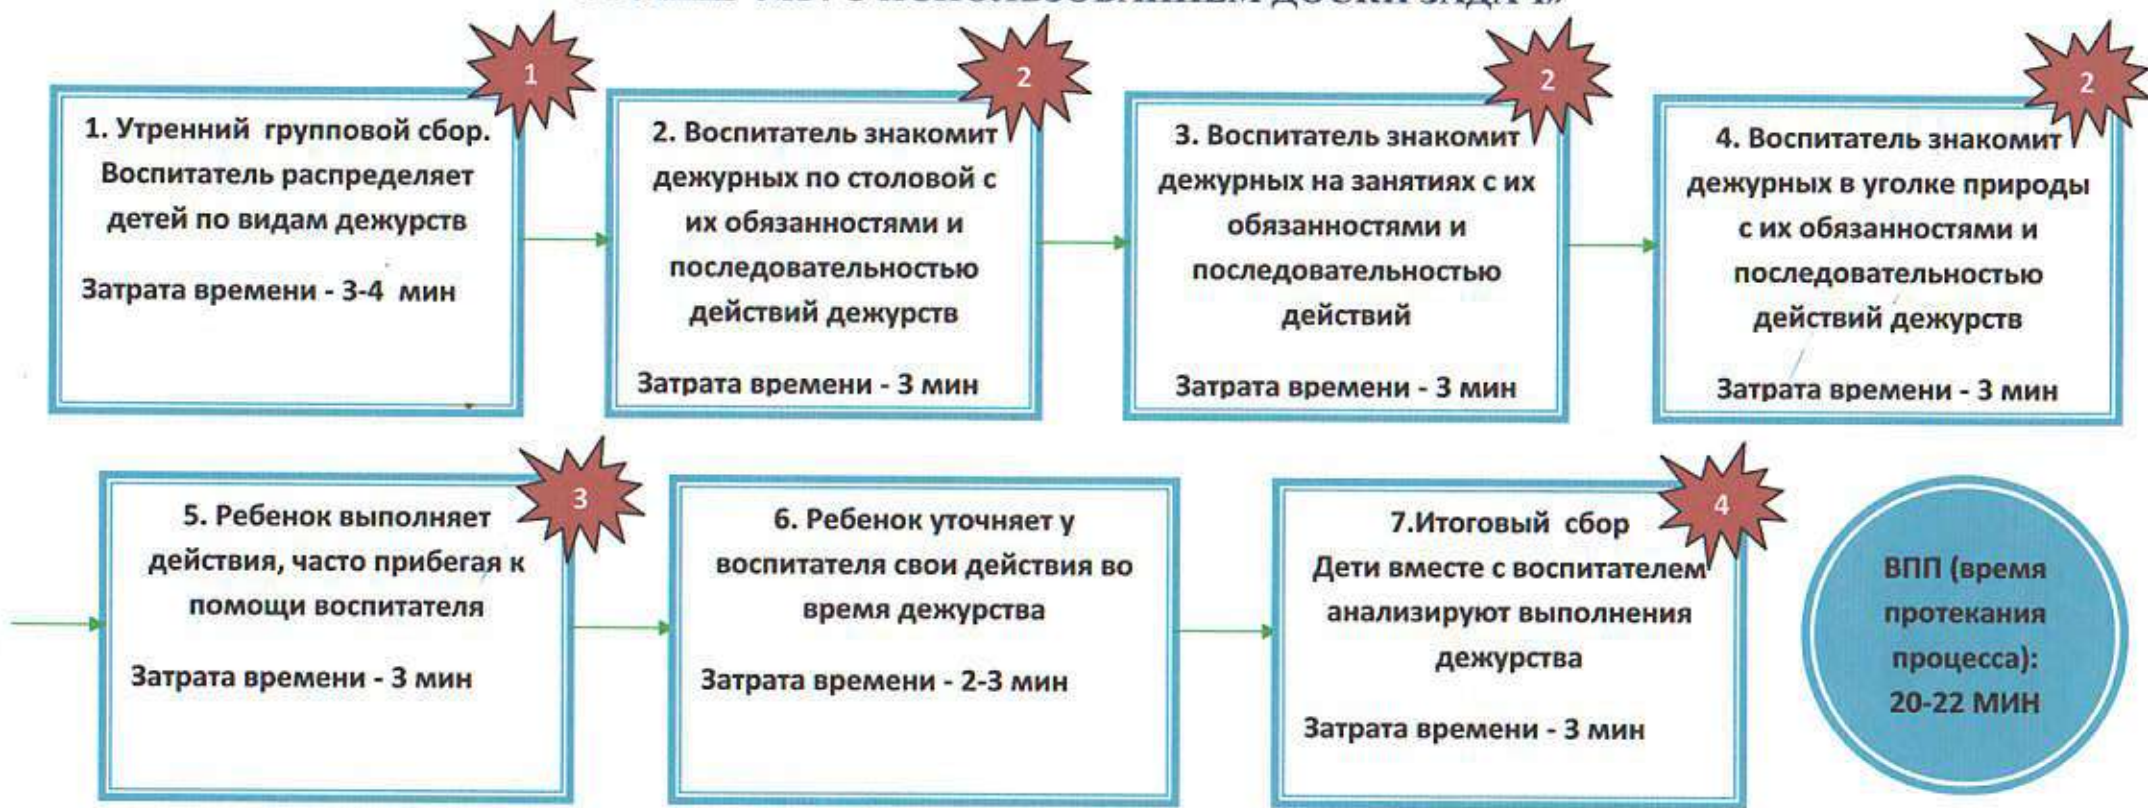 С ИСПОЛЬЗОВАНИЕМ ДОСКИ ЗАДАЧ»
1
1. Утренний групповой сбор.
Воспитатель распределяет
детей по видам дежурств
Затрата времени - 3-4 мин
2
2. Воспитатель знакомит
дежурных по столовой с
их обязанностями и
последовательностью
действий дежурств
Затрата времени - 3 мин
2
3. Воспитатель знакомит
дежурных на занятиях с их
обязанностями и
последовательностью
действий
Затрата времени - 3 мин
2
4. Воспитатель знакомит
дежурных в уголке природы
с их обязанностями и
последовательностью
действий дежурств
Затрата времени - 3 мин
3
5. Ребенок выполняет
действия, часто прибегая к
помощи воспитателя
Затрата времени - 3 мин
6. Ребенок уточняет у
воспитателя свои действия во
время дежурства
Затрата времени - 2-3 мин
4
7.Итоговый сбор
Дети вместе с воспитателем
анализируют выполнения
дежурства
Затрата времени - 3 мин
ВПП (время
протекания
процесса):
20-22 МИН